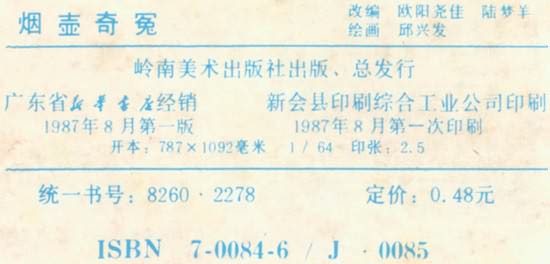 烟壶奇冤
改编 欧阳尧佳 陆梦羊
绘画 邱兴发
岭南美术出版社出版、总发行
广东省新华书店经销 新会县印刷综合工业公司印刷
1987年8月第一版 1987年8月第一次印刷
开本:787×1092毫米 1/64 印张:2.5
统一书号:8260·2278 定价:0.48元
ISBN 7-0084-6 / J ·0085